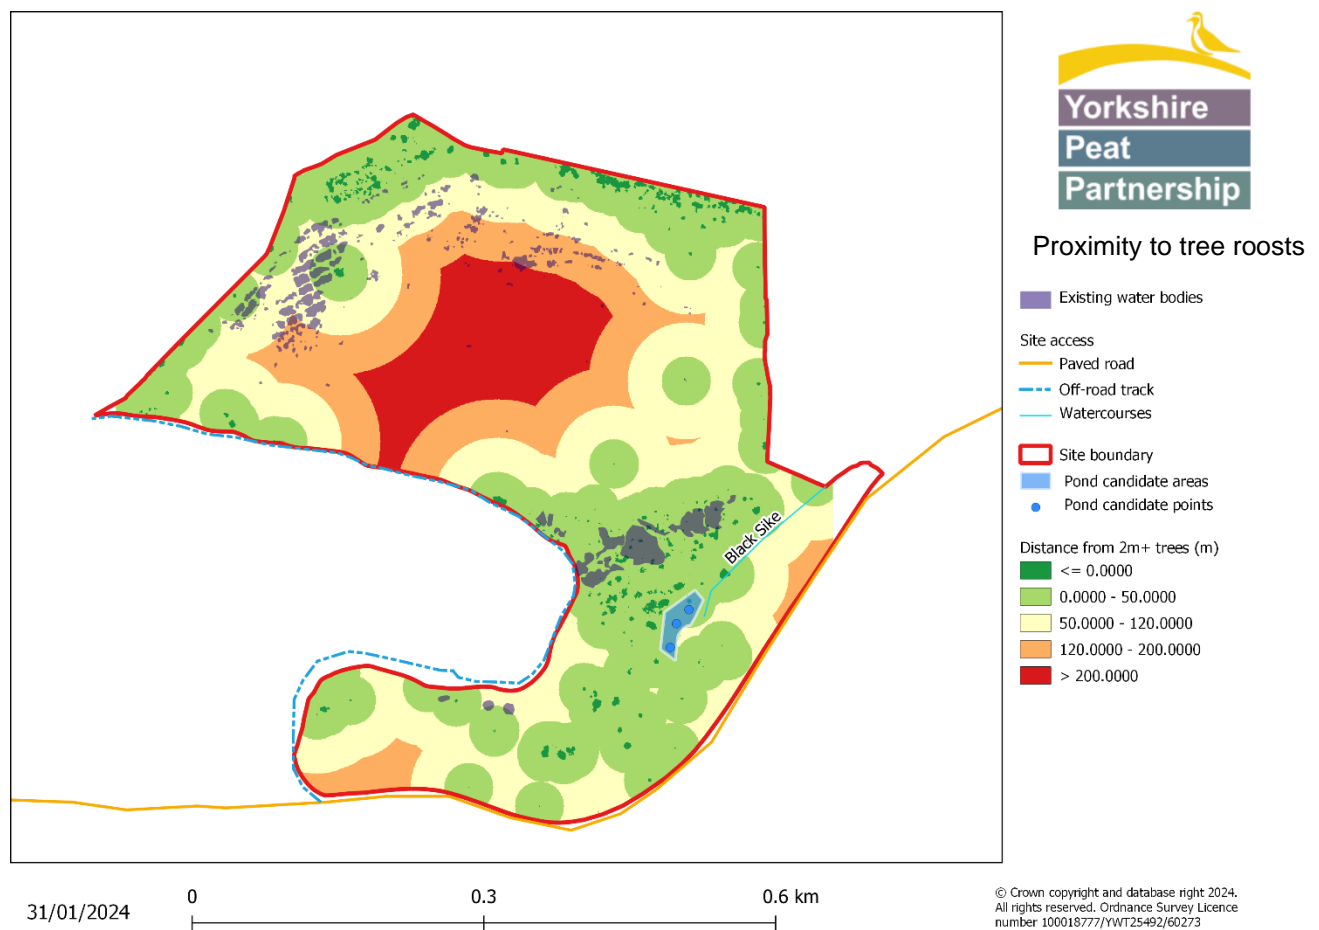 Yorkshire
Peat
Partnership
Proximity to tree roosts
Existing water bodies
Site access
Paved road
Off-road track
Watercourses
Site boundary
Pond candidate areas
Pond candidate points
Distance from 2m+ trees (m)
<= 0.0000
0.0000 - 50.0000
50.0000 - 120.0000
120.0000 - 200.0000
> 200.0000
Black Sike
31/01/2024
0 0.3 0.6 km
© Crown copyright and database right 2024.
All rights reserved. Ordnance Survey Licence
number 100018777/YWT25492/60273